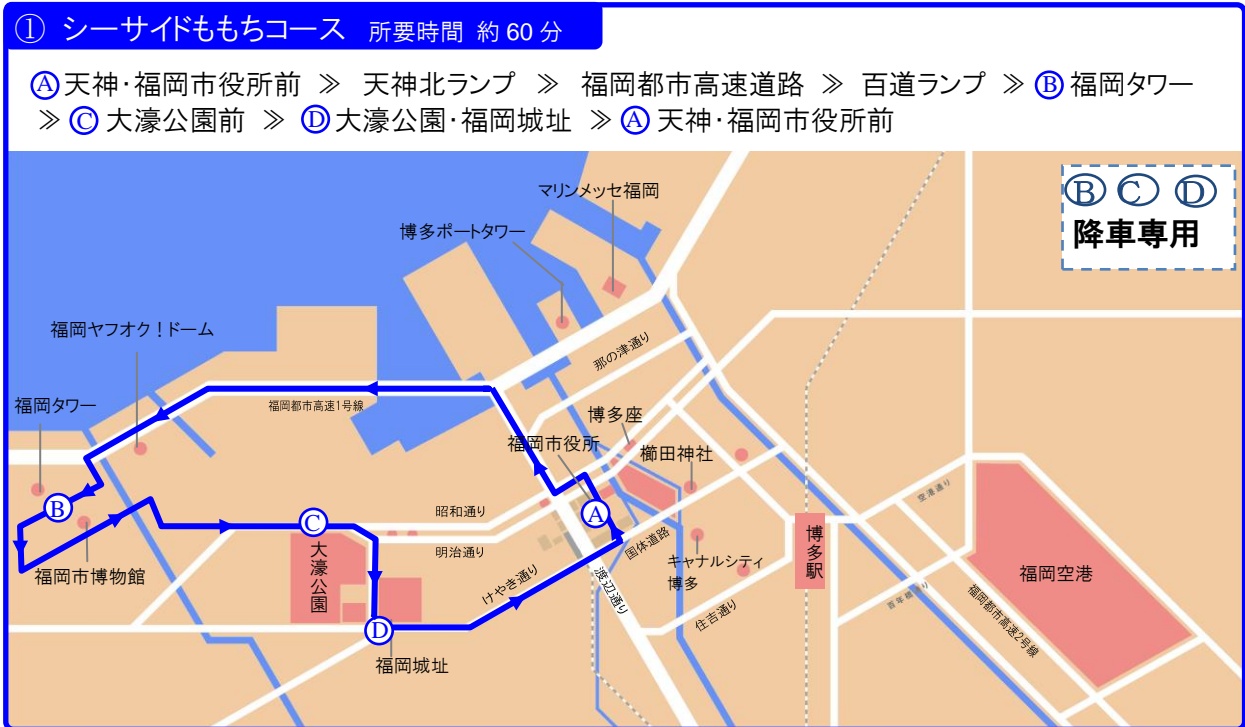 ① シーサイドももちコース 所要時間 約 60 分
Ⓐ天神・福岡市役所前 ≫ 天神北ランプ ≫ 福岡都市高速道路 ≫ 百道ランプ ≫ Ⓑ福岡タワー
≫ Ⓒ大濠公園前 ≫ Ⓓ大濠公園・福岡城址 ≫ Ⓐ天神・福岡市役所前
Ⓑ Ⓒ Ⓓ
降車専用
マリンメッセ福岡
博多ポートタワー
福岡ヤフオク！ドーム
那の津通り
福岡タワー
福岡都市高速1号線
博多座
福岡市役所
櫛田神社
空港通り
Ⓑ
Ⓐ
昭和通り
Ⓒ
明治通り
国体道路
博多駅
大濠公園
キャナルシティ
博多
福岡市博物館
けやき通り
渡辺通り
福岡空港
百年橋通り
住吉通り
福岡都市高速2号線
Ⓓ
福岡城址